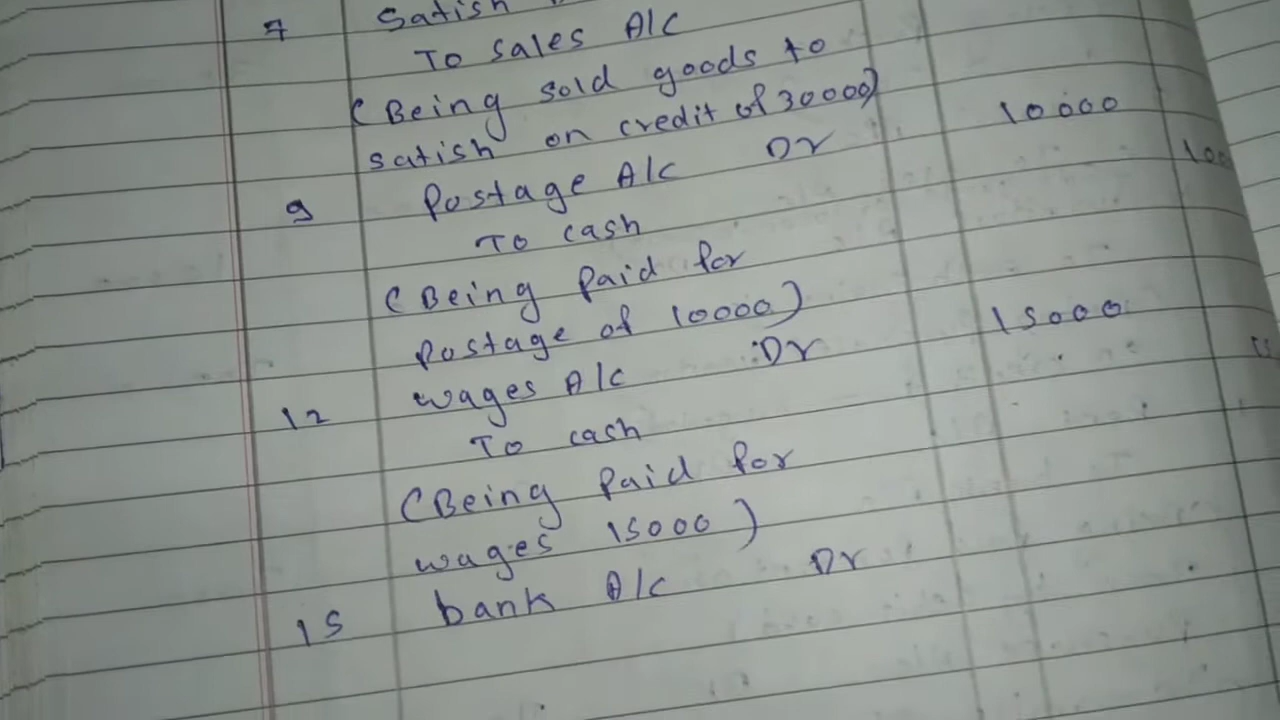 7 Satish
To Sales A/c
(Being sold goods to
satish on credit of 30000)
9 Postage A/c Dr 10000
To cash
(Being Paid for
Postage of 10000)
12 wages A/c Dr 15000
To cash
(Being Paid for
wages 15000)
15 bank A/c Dr